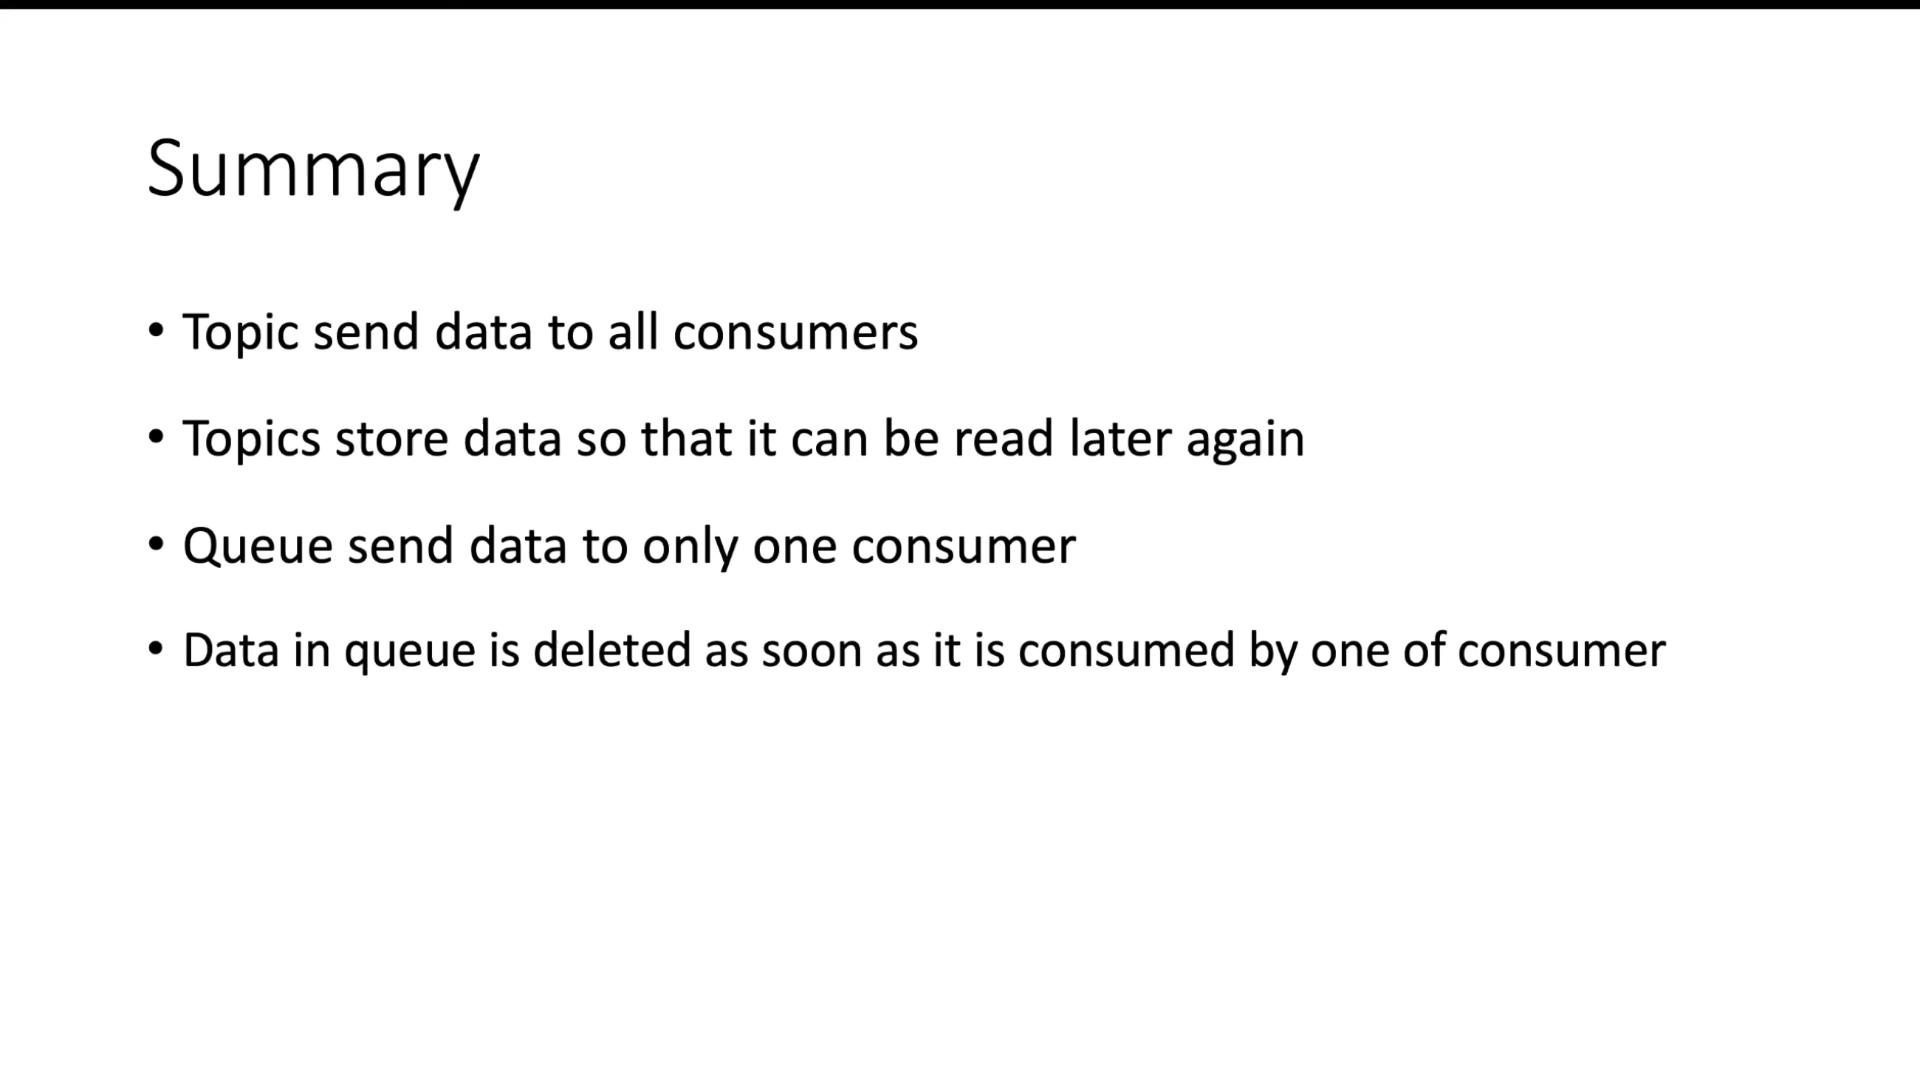 Summary
• Topic send data to all consumers
• Topics store data so that it can be read later again
• Queue send data to only one consumer
• Data in queue is deleted as soon as it is consumed by one of consumer